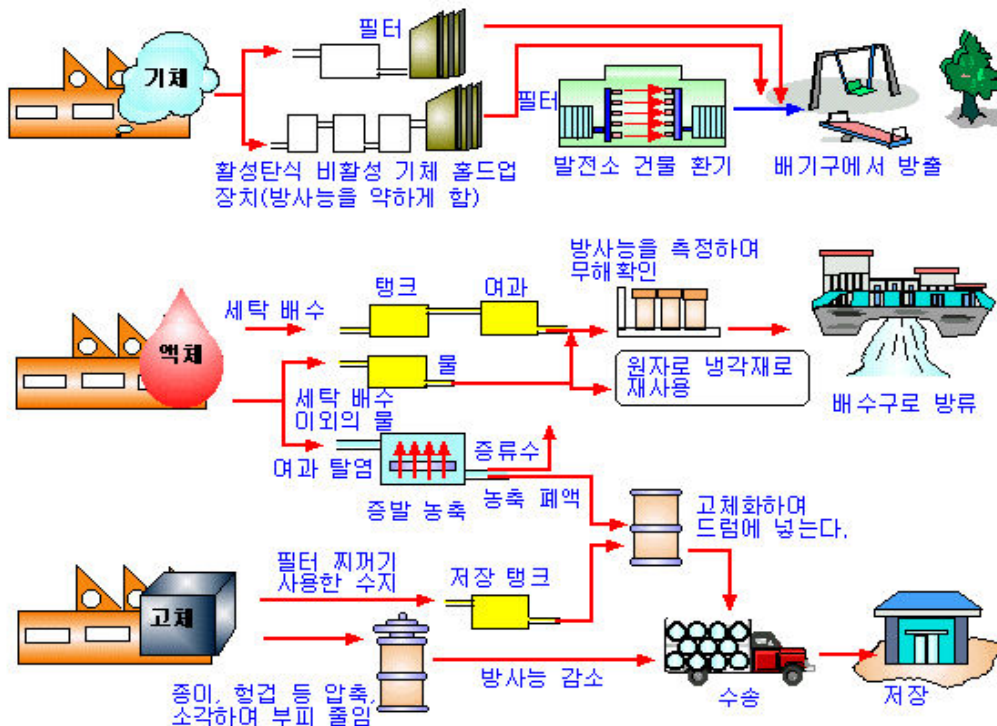 기체
필터
활성탄식 비활성 기체 홀드업
장치(방사능을 약하게 함)
필터
발전소 건물 환기
배기구에서 방출
액체
세탁 배수
탱크
여과
방사능을 측정하여
무해확인
물
세탁 배수
이외의 물
원자로 냉각재로
재사용
배수구로 방류
여과 탈염
증류수
증발 농축
농축 폐액
고체화하여
드럼에 넣는다.
고체
필터 찌꺼기
사용한 수지
저장 탱크
종이, 헝겁 등 압축,
소각하여 부피 줄임
방사능 감소
수송
저장